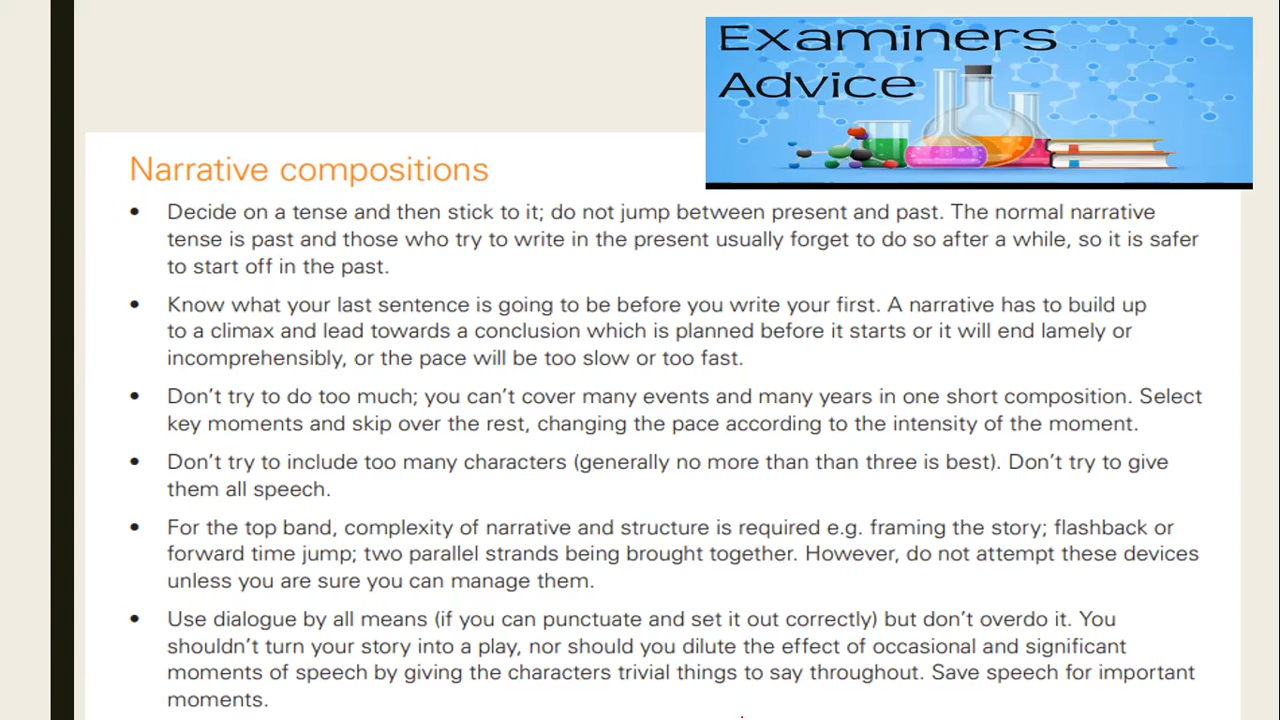 Examiners
Advice
Narrative compositions
• Decide on a tense and then stick to it; do not jump between present and past. The normal narrative
tense is past and those who try to write in the present usually forget to do so after a while, so it is safer
to start off in the past.
• Know what your last sentence is going to be before you write your first. A narrative has to build up
to a climax and lead towards a conclusion which is planned before it starts or it will end lamely or
incomprehensibly, or the pace will be too slow or too fast.
• Don't try to do too much; you can't cover many events and many years in one short composition. Select
key moments and skip over the rest, changing the pace according to the intensity of the moment.
• Don't try to include too many characters (generally no more than than three is best). Don't try to give
them all speech.
• For the top band, complexity of narrative and structure is required e.g. framing the story; flashback or
forward time jump; two parallel strands being brought together. However, do not attempt these devices
unless you are sure you can manage them.
• Use dialogue by all means (if you can punctuate and set it out correctly) but don't overdo it. You
shouldn't turn your story into a play, nor should you dilute the effect of occasional and significant
moments of speech by giving the characters trivial things to say throughout. Save speech for important
moments.